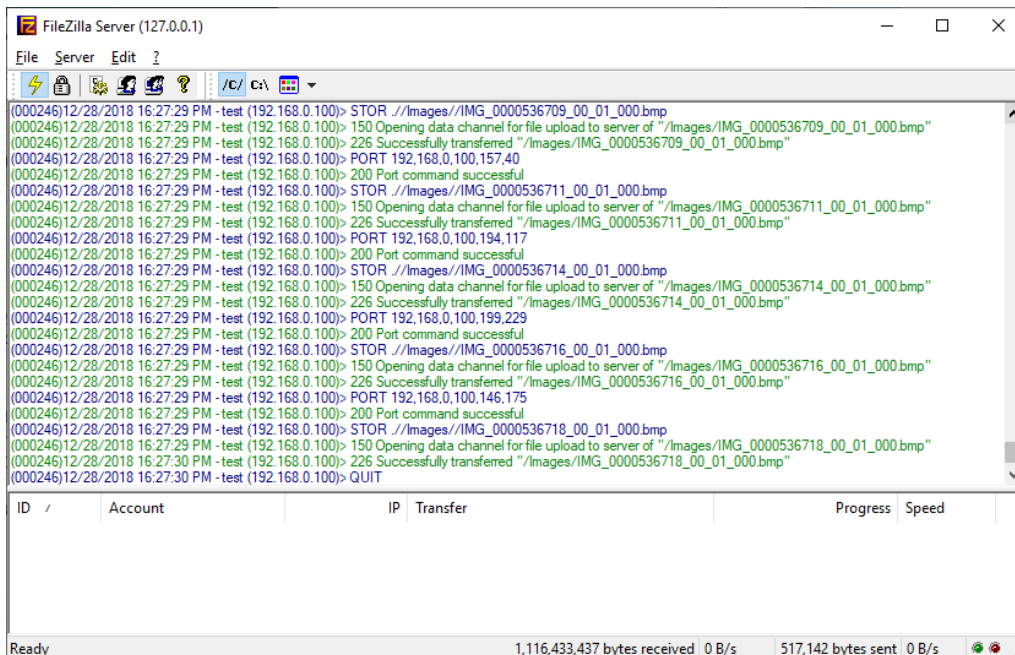 FileZilla Server (127.0.0.1)
File Server Edit ?
/C/ C:\
(000246)12/28/2018 16:27:29 PM - test (192.168.0.100)> STOR .//Images//IMG_0000536709_00_01_000.bmp
(000246)12/28/2018 16:27:29 PM - test (192.168.0.100)> 150 Opening data channel for file upload to server of "/Images/IMG_0000536709_00_01_000.bmp"
(000246)12/28/2018 16:27:29 PM - test (192.168.0.100)> 226 Successfully transferred "/Images/IMG_0000536709_00_01_000.bmp"
(000246)12/28/2018 16:27:29 PM - test (192.168.0.100)> PORT 192,168,0,100,157,40
(000246)12/28/2018 16:27:29 PM - test (192.168.0.100)> 200 Port command successful
(000246)12/28/2018 16:27:29 PM - test (192.168.0.100)> STOR .//Images//IMG_0000536711_00_01_000.bmp
(000246)12/28/2018 16:27:29 PM - test (192.168.0.100)> 150 Opening data channel for file upload to server of "/Images/IMG_0000536711_00_01_000.bmp"
(000246)12/28/2018 16:27:29 PM - test (192.168.0.100)> 226 Successfully transferred "/Images/IMG_0000536711_00_01_000.bmp"
(000246)12/28/2018 16:27:29 PM - test (192.168.0.100)> PORT 192,168,0,100,194,117
(000246)12/28/2018 16:27:29 PM - test (192.168.0.100)> 200 Port command successful
(000246)12/28/2018 16:27:29 PM - test (192.168.0.100)> STOR .//Images//IMG_0000536714_00_01_000.bmp
(000246)12/28/2018 16:27:29 PM - test (192.168.0.100)> 150 Opening data channel for file upload to server of "/Images/IMG_0000536714_00_01_000.bmp"
(000246)12/28/2018 16:27:29 PM - test (192.168.0.100)> 226 Successfully transferred "/Images/IMG_0000536714_00_01_000.bmp"
(000246)12/28/2018 16:27:29 PM - test (192.168.0.100)> PORT 192,168,0,100,199,229
(000246)12/28/2018 16:27:29 PM - test (192.168.0.100)> 200 Port command successful
(000246)12/28/2018 16:27:29 PM - test (192.168.0.100)> STOR .//Images//IMG_0000536716_00_01_000.bmp
(000246)12/28/2018 16:27:29 PM - test (192.168.0.100)> 150 Opening data channel for file upload to server of "/Images/IMG_0000536716_00_01_000.bmp"
(000246)12/28/2018 16:27:29 PM - test (192.168.0.100)> 226 Successfully transferred "/Images/IMG_0000536716_00_01_000.bmp"
(000246)12/28/2018 16:27:29 PM - test (192.168.0.100)> PORT 192,168,0,100,146,175
(000246)12/28/2018 16:27:29 PM - test (192.168.0.100)> 200 Port command successful
(000246)12/28/2018 16:27:29 PM - test (192.168.0.100)> STOR .//Images//IMG_0000536718_00_01_000.bmp
(000246)12/28/2018 16:27:29 PM - test (192.168.0.100)> 150 Opening data channel for file upload to server of "/Images/IMG_0000536718_00_01_000.bmp"
(000246)12/28/2018 16:27:30 PM - test (192.168.0.100)> 226 Successfully transferred "/Images/IMG_0000536718_00_01_000.bmp"
(000246)12/28/2018 16:27:30 PM - test (192.168.0.100)> QUIT
ID / Account IP Transfer Progress Speed
Ready 1,116,433,437 bytes received 0 B/s 517,142 bytes sent 0 B/s